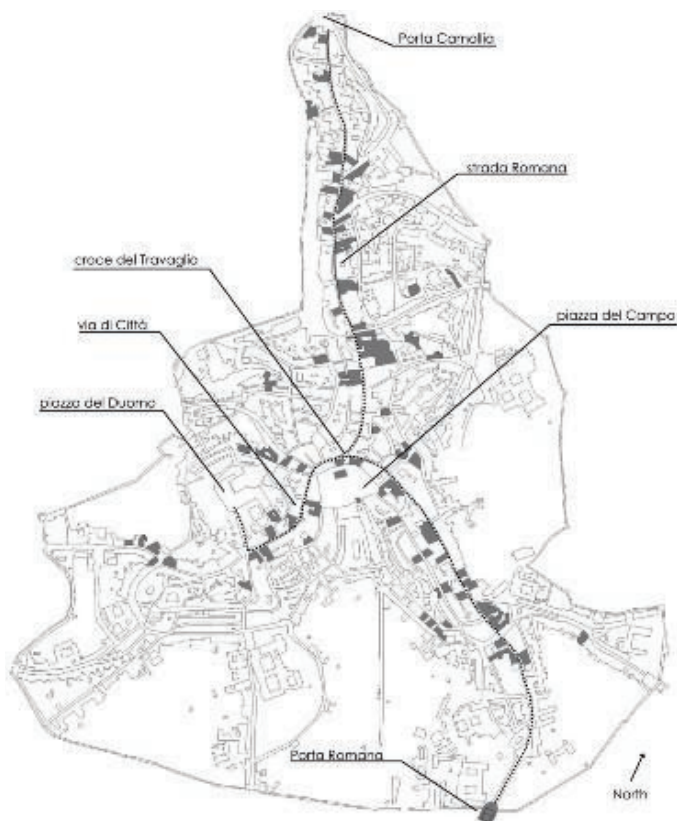 Porta Camollia
strada Romana
croce del Travaglio
via di Città
piazza del Campo
piazza del Duomo
Porta Romana
North